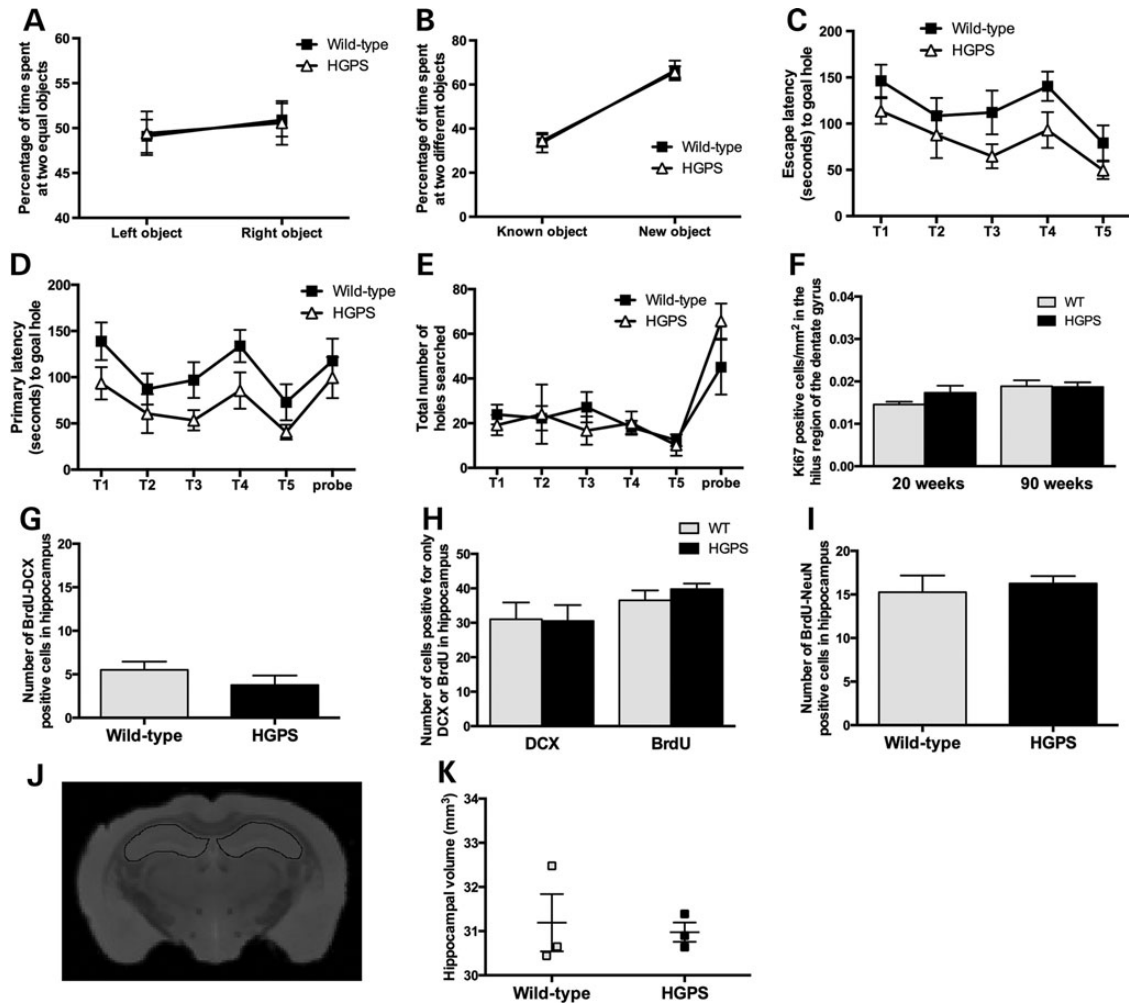 A
Percentage of time spent
at two equal objects
60
55
50
45
40
Left object
Right object
Wild-type
HGPS
B
Percentage of time spent
at two different objects
80
60
40
20
0
Known object
New object
Wild-type
HGPS
C
Escape latency
(seconds) to goal hole
200
150
100
50
0
T1
T2
T3
T4
T5
Wild-type
HGPS
D
Primary latency
(seconds) to goal hole
200
150
100
50
0
T1
T2
T3
T4
T5
probe
Wild-type
HGPS
E
Total number of
holes searched
80
60
40
20
0
T1
T2
T3
T4
T5
probe
Wild-type
HGPS
F
Ki67 positive cells/mm² in the
hilus region of the dentate gyrus
0.04
0.03
0.02
0.01
0.00
20 weeks
90 weeks
WT
HGPS
G
Number of BrdU-DCX
positive cells in hippocampus
20
15
10
5
0
Wild-type
HGPS
H
Number of cells positive for only
DCX or BrdU in hippocampus
50
40
30
20
10
0
DCX
BrdU
WT
HGPS
I
Number of BrdU-NeuN
positive cells in hippocampus
20
15
10
5
0
Wild-type
HGPS
J
K
Hippocampal volume (mm³)
34
33
32
31
30
Wild-type
HGPS